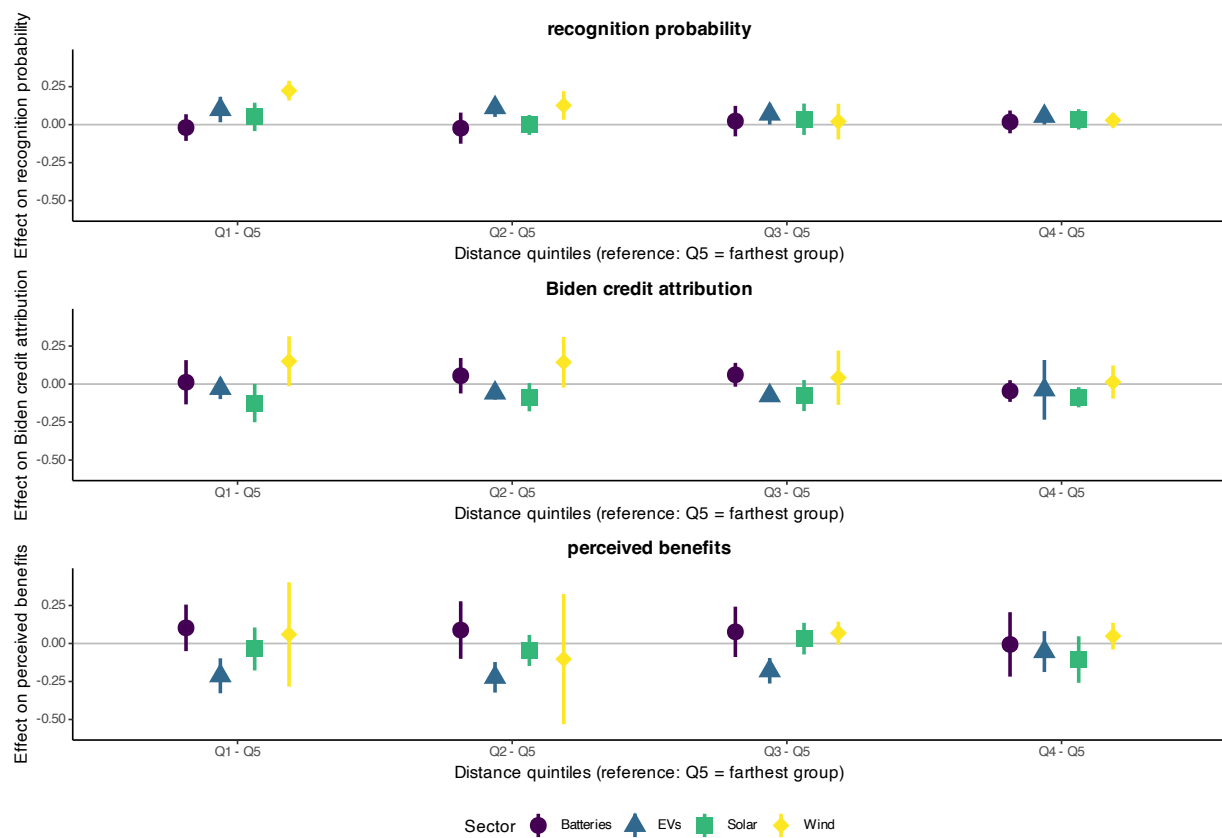 recognition probability
Effect on recognition probability
0.25
0.00
-0.25
-0.50
Q1 - Q5
Q2 - Q5
Q3 - Q5
Q4 - Q5
Distance quintiles (reference: Q5 = farthest group)
Biden credit attribution
Effect on Biden credit attribution
0.25
0.00
-0.25
-0.50
Q1 - Q5
Q2 - Q5
Q3 - Q5
Q4 - Q5
Distance quintiles (reference: Q5 = farthest group)
perceived benefits
Effect on perceived benefits
0.25
0.00
-0.25
-0.50
Q1 - Q5
Q2 - Q5
Q3 - Q5
Q4 - Q5
Distance quintiles (reference: Q5 = farthest group)
Sector Batteries EVs Solar Wind